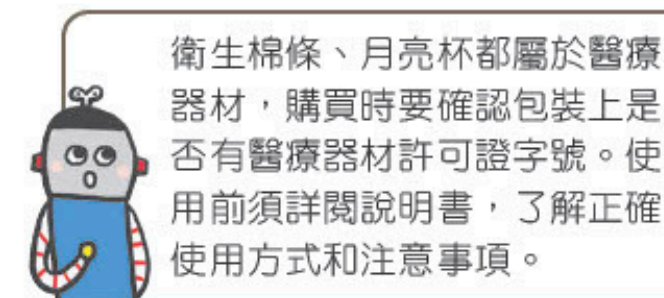 衛生棉條、月亮杯都屬於醫療
器材，購買時要確認包裝上是
否有醫療器材許可證字號。使
用前須詳閱說明書，了解正確
使用方式和注意事項。